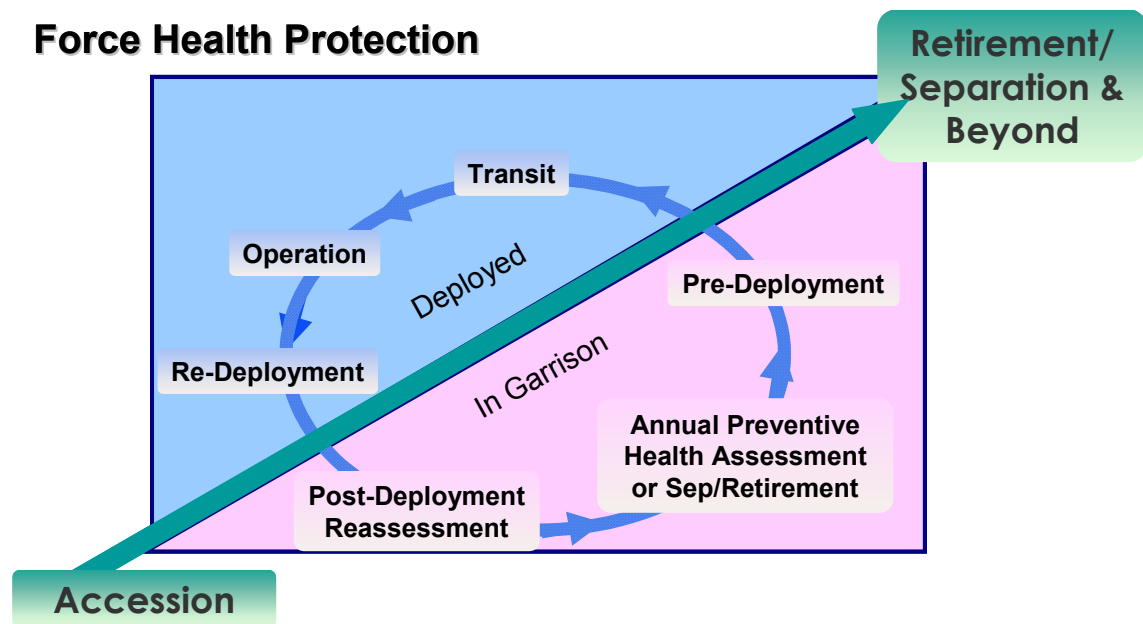 Force Health Protection
Retirement/
Separation &
Beyond
Transit
Operation
Deployed
Pre-Deployment
Re-Deployment
In Garrison
Annual Preventive
Health Assessment
or Sep/Retirement
Post-Deployment
Reassessment
Accession